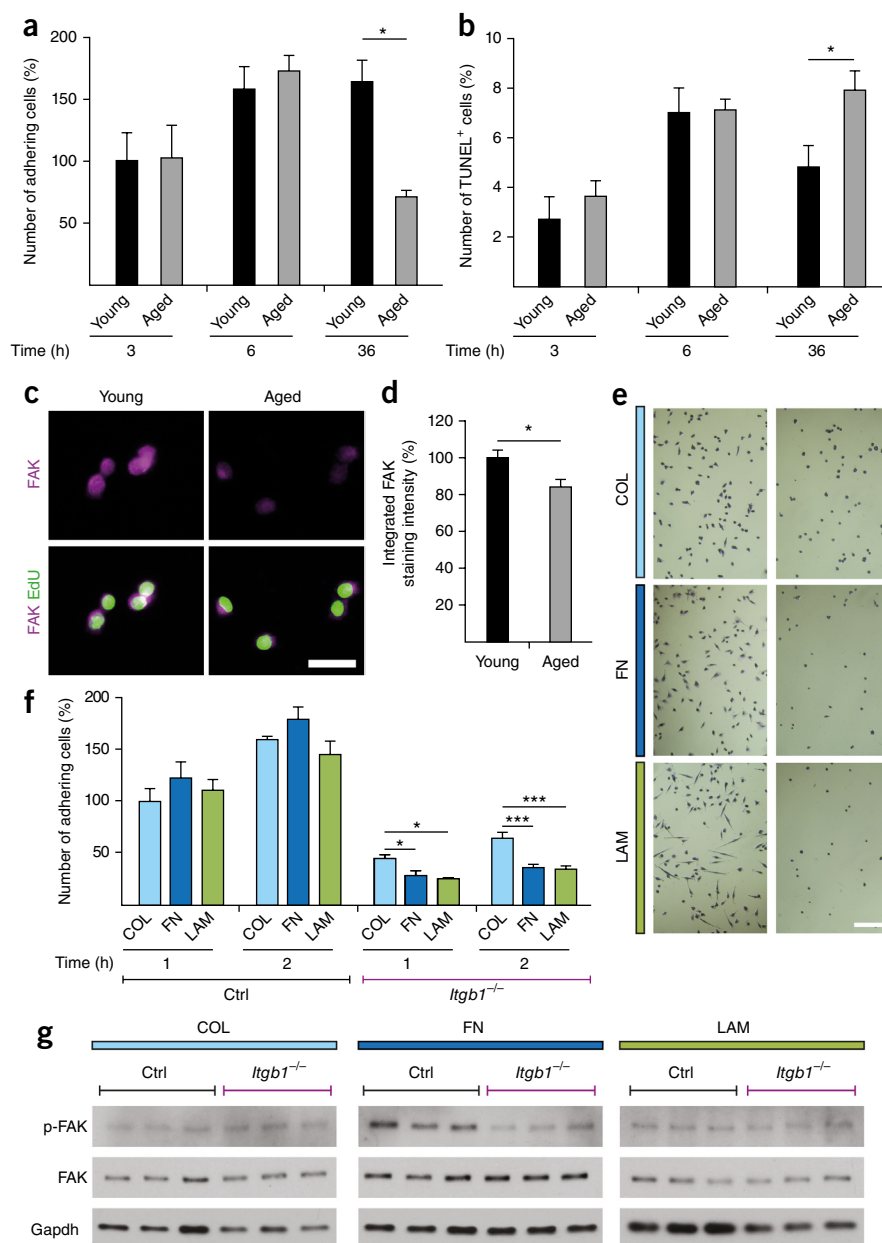 a
Number of adhering cells (%)
200
150
100
50
*
Young Aged Young Aged Young Aged
Time (h) 3 6 36
b
Number of TUNEL+ cells (%)
10
8
6
4
2
*
Young Aged Young Aged Young Aged
Time (h) 3 6 36
c
Young Aged
FAK
FAK EdU
d
Integrated FAK
staining intensity (%)
120
100
80
60
40
20
*
Young Aged
e
COL
FN
LAM
f
Number of adhering cells (%)
200
150
100
50
* * *** ***
COL FN LAM COL FN LAM COL FN LAM COL FN LAM
Time (h) 1 2 1 2
Ctrl Itgb1–/–
g
COL FN LAM
Ctrl Itgb1–/– Ctrl Itgb1–/– Ctrl Itgb1–/–
p-FAK
FAK
Gapdh